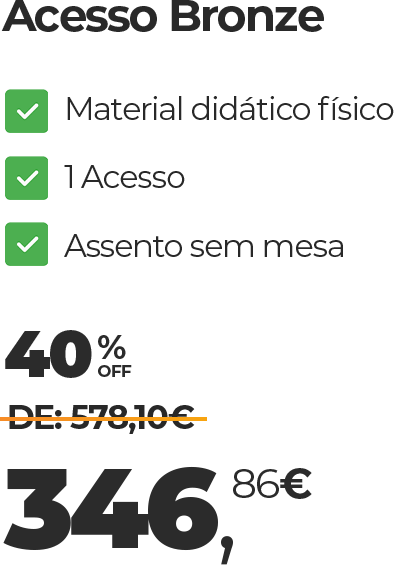 Acesso Bronze
Material didático físico
1 Acesso
Assento sem mesa
40% OFF
DE: 578,10€
346,86€